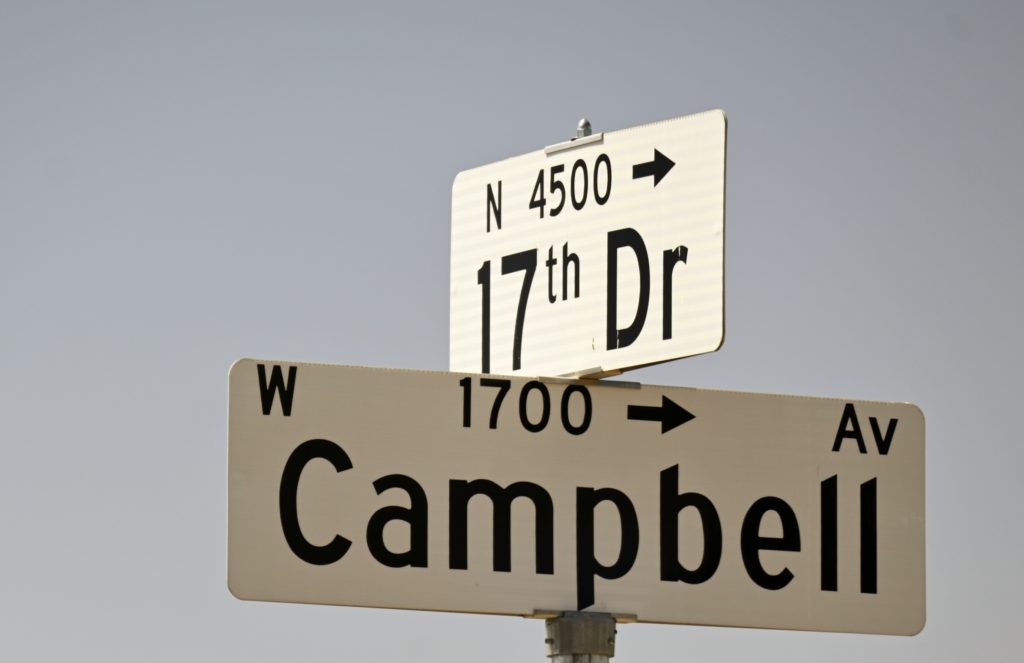 N 4500 →
17th Dr
W 1700 → Av
Campbell